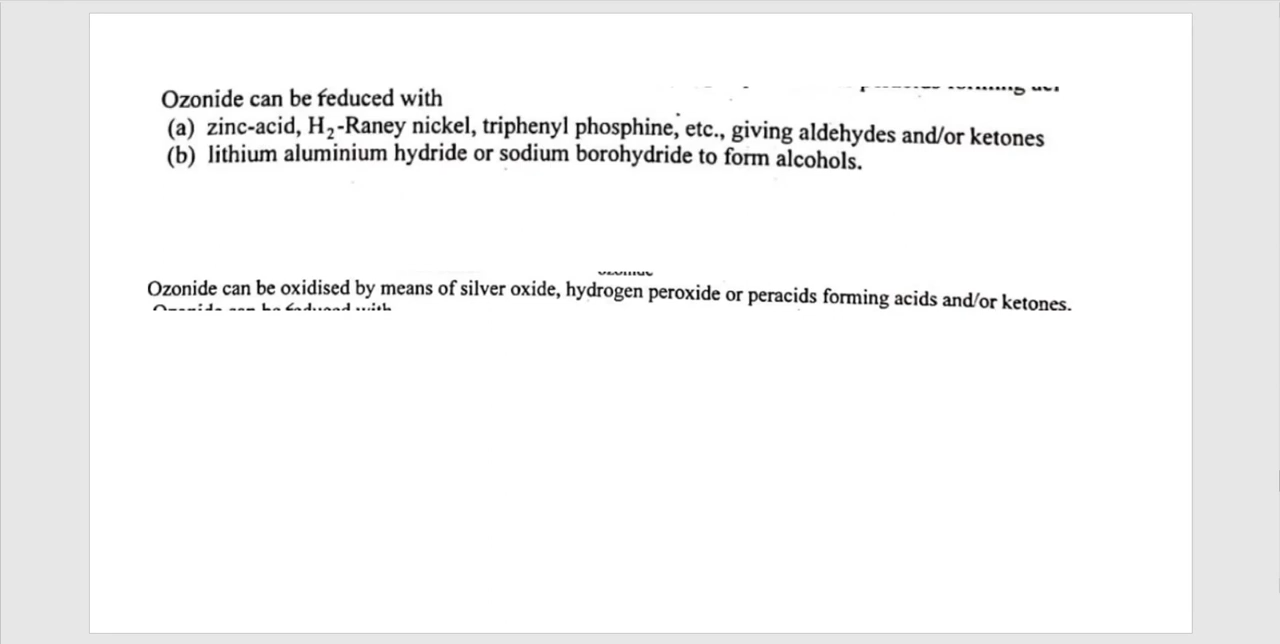 Ozonide can be feduced with
(a) zinc-acid, H₂-Raney nickel, triphenyl phosphine, etc., giving aldehydes and/or ketones
(b) lithium aluminium hydride or sodium borohydride to form alcohols.
Ozonide can be oxidised by means of silver oxide, hydrogen peroxide or peracids forming acids and/or ketones.